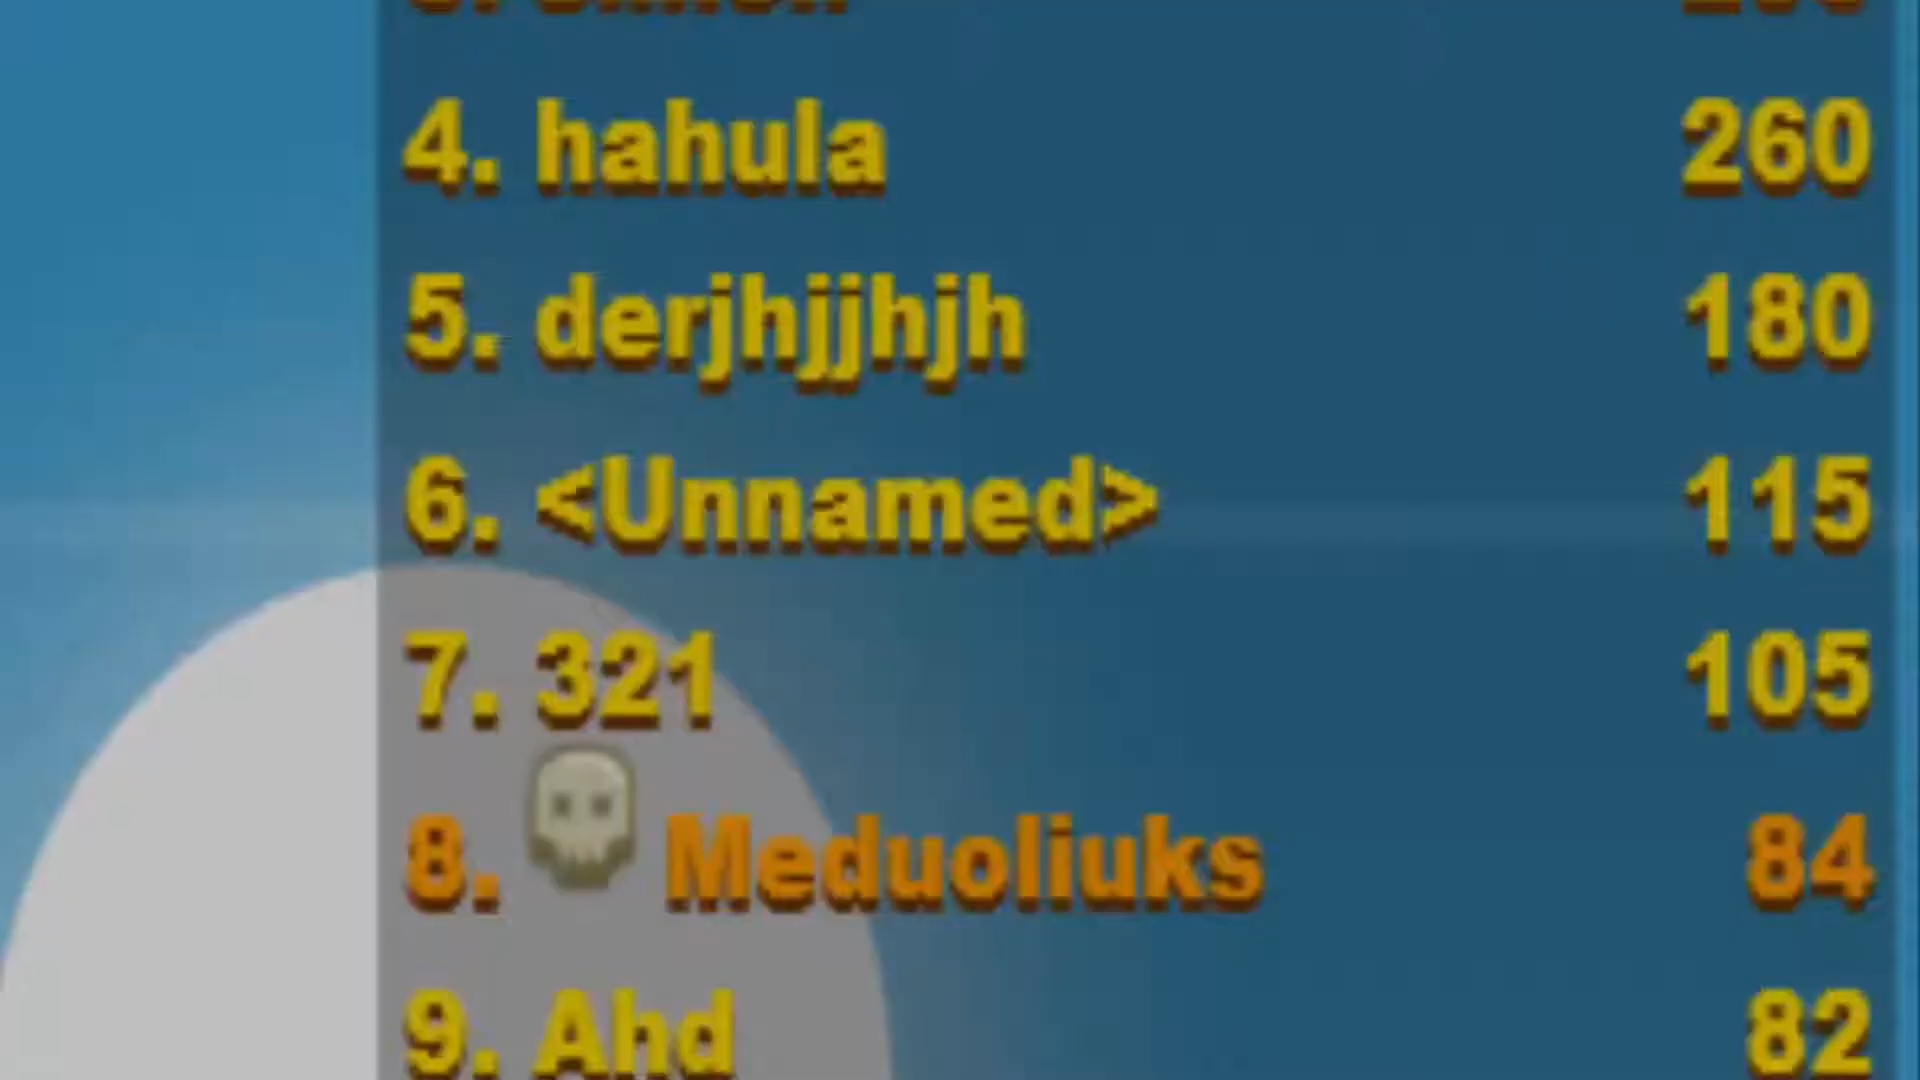 4. hahula 260
5. derjhjjhjh 180
6. <Unnamed> 115
7. 321 105
8. Meduoliuks 84
9. Ahd 82